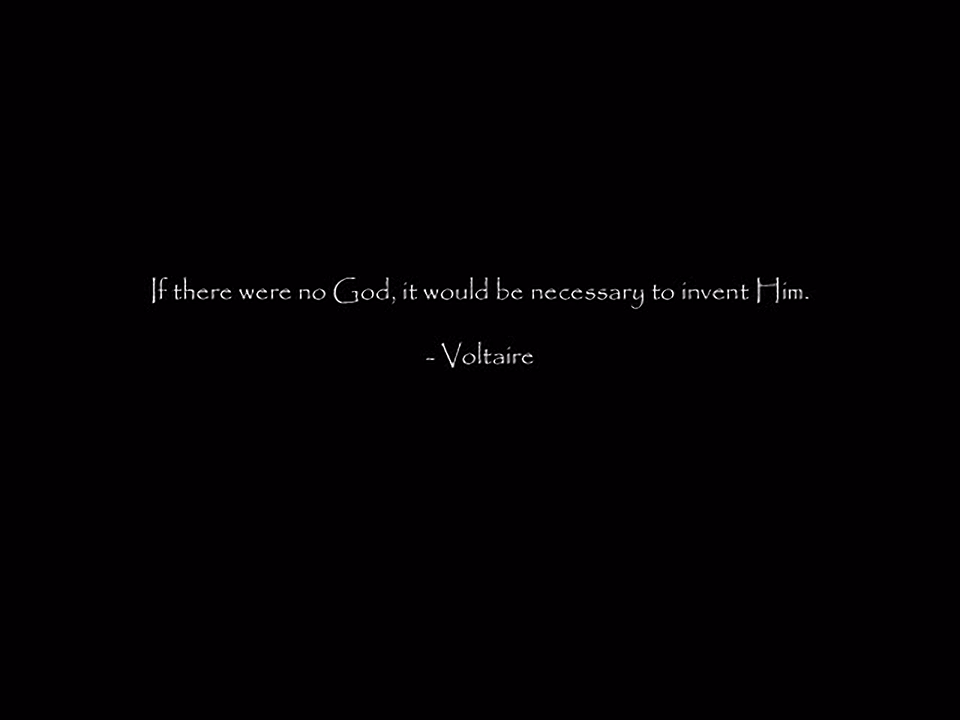 If there were no God, it would be necessary to invent Him.
- Voltaire